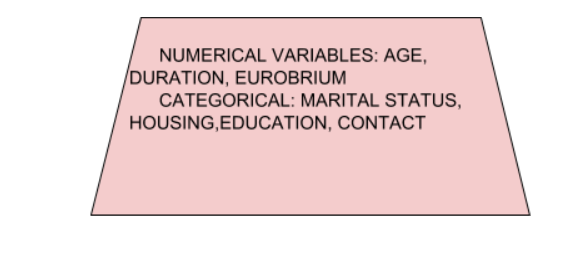 NUMERICAL VARIABLES: AGE,
DURATION, EUROBRIUM
CATEGORICAL: MARITAL STATUS,
HOUSING,EDUCATION, CONTACT